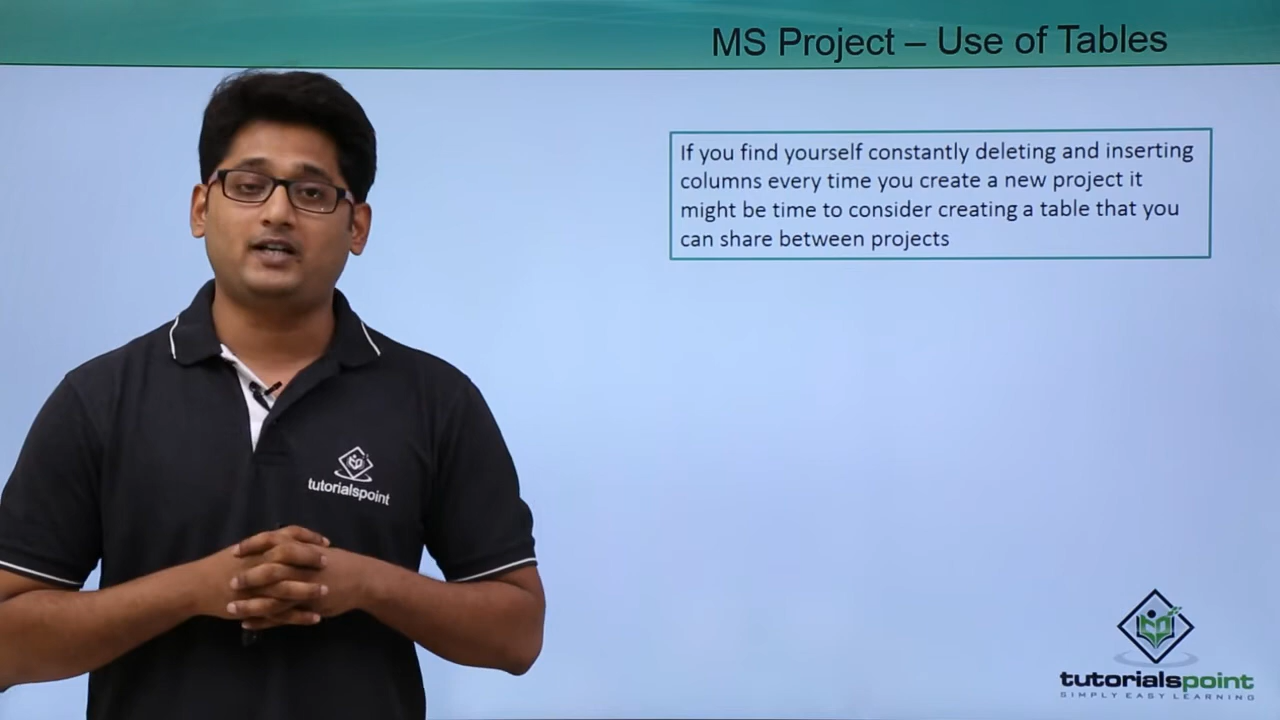 MS Project – Use of Tables
If you find yourself constantly deleting and inserting
columns every time you create a new project it
might be time to consider creating a table that you
can share between projects
tutorialspoint
tutorialspoint
SIMPLY EASY LEARNING